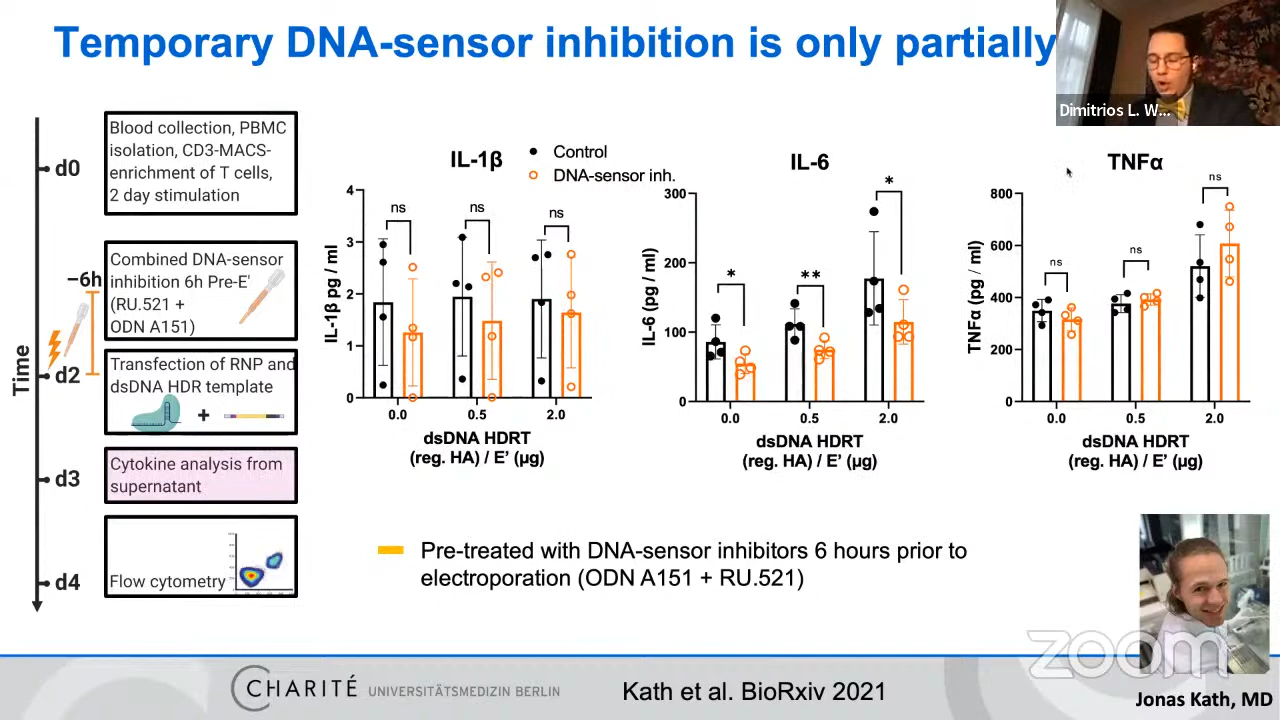 Temporary DNA-sensor inhibition is only partially
Dimitrios L. W...
Time
d0
Blood collection, PBMC
isolation, CD3-MACS-
enrichment of T cells,
2 day stimulation
−6h
Combined DNA-sensor
inhibition 6h Pre-E'
(RU.521 +
ODN A151)
d2
Transfection of RNP and
dsDNA HDR template
+
d3
Cytokine analysis from
supernatant
d4
Flow cytometry
Control
DNA-sensor inh.
IL-1β
IL-1β pg / ml
4
3
2
1
0
ns
ns
ns
0.0
0.5
2.0
dsDNA HDRT
(reg. HA) / E' (μg)
IL-6
IL-6 (pg / ml)
300
200
100
0
*
**
*
0.0
0.5
2.0
dsDNA HDRT
(reg. HA) / E' (μg)
TNFα
TNFα (pg / ml)
800
600
400
200
0
ns
ns
ns
0.0
0.5
2.0
dsDNA HDRT
(reg. HA) / E' (μg)
Pre-treated with DNA-sensor inhibitors 6 hours prior to
electroporation (ODN A151 + RU.521)
zoom
CHARITÉ UNIVERSITÄTSMEDIZIN BERLIN
Kath et al. BioRxiv 2021
Jonas Kath, MD